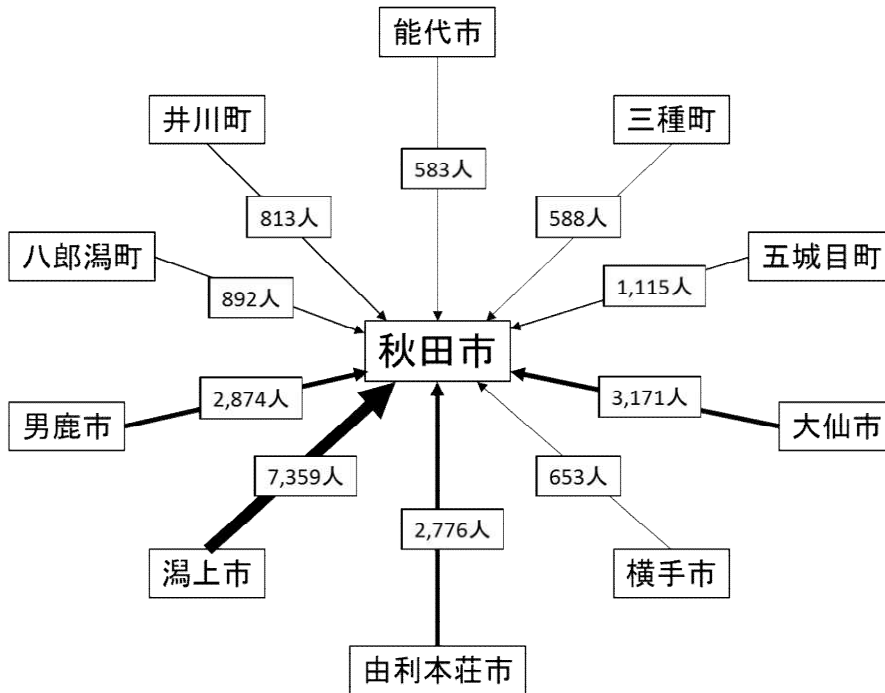 能代市
井川町
三種町
583人
813人
588人
八郎潟町
五城目町
892人
1,115人
秋田市
2,874人
3,171人
男鹿市
大仙市
7,359人
653人
2,776人
潟上市
横手市
由利本荘市